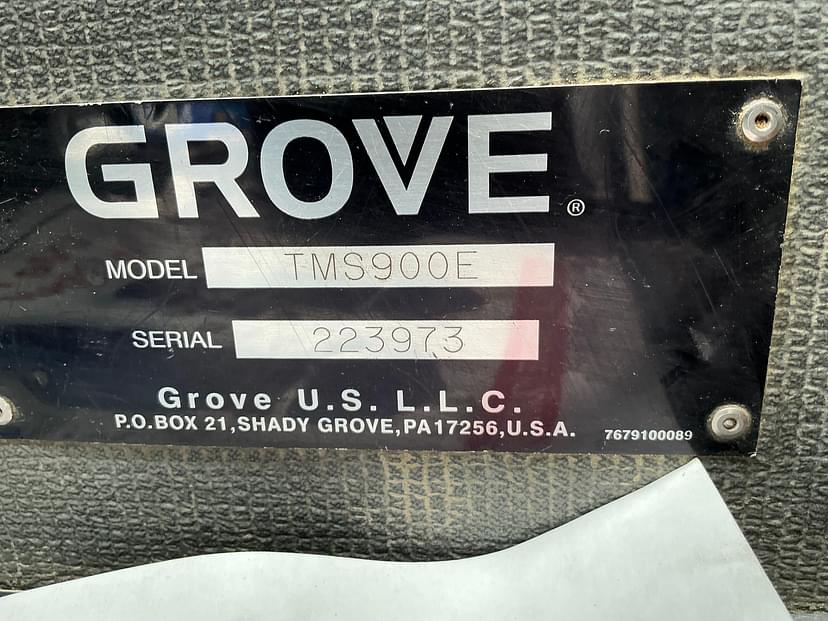 GROVE®
MODEL TMS900E
SERIAL 223973
Grove U.S. L.L.C.
P.O.BOX 21,SHADY GROVE,PA17256,U.S.A.
7679100089